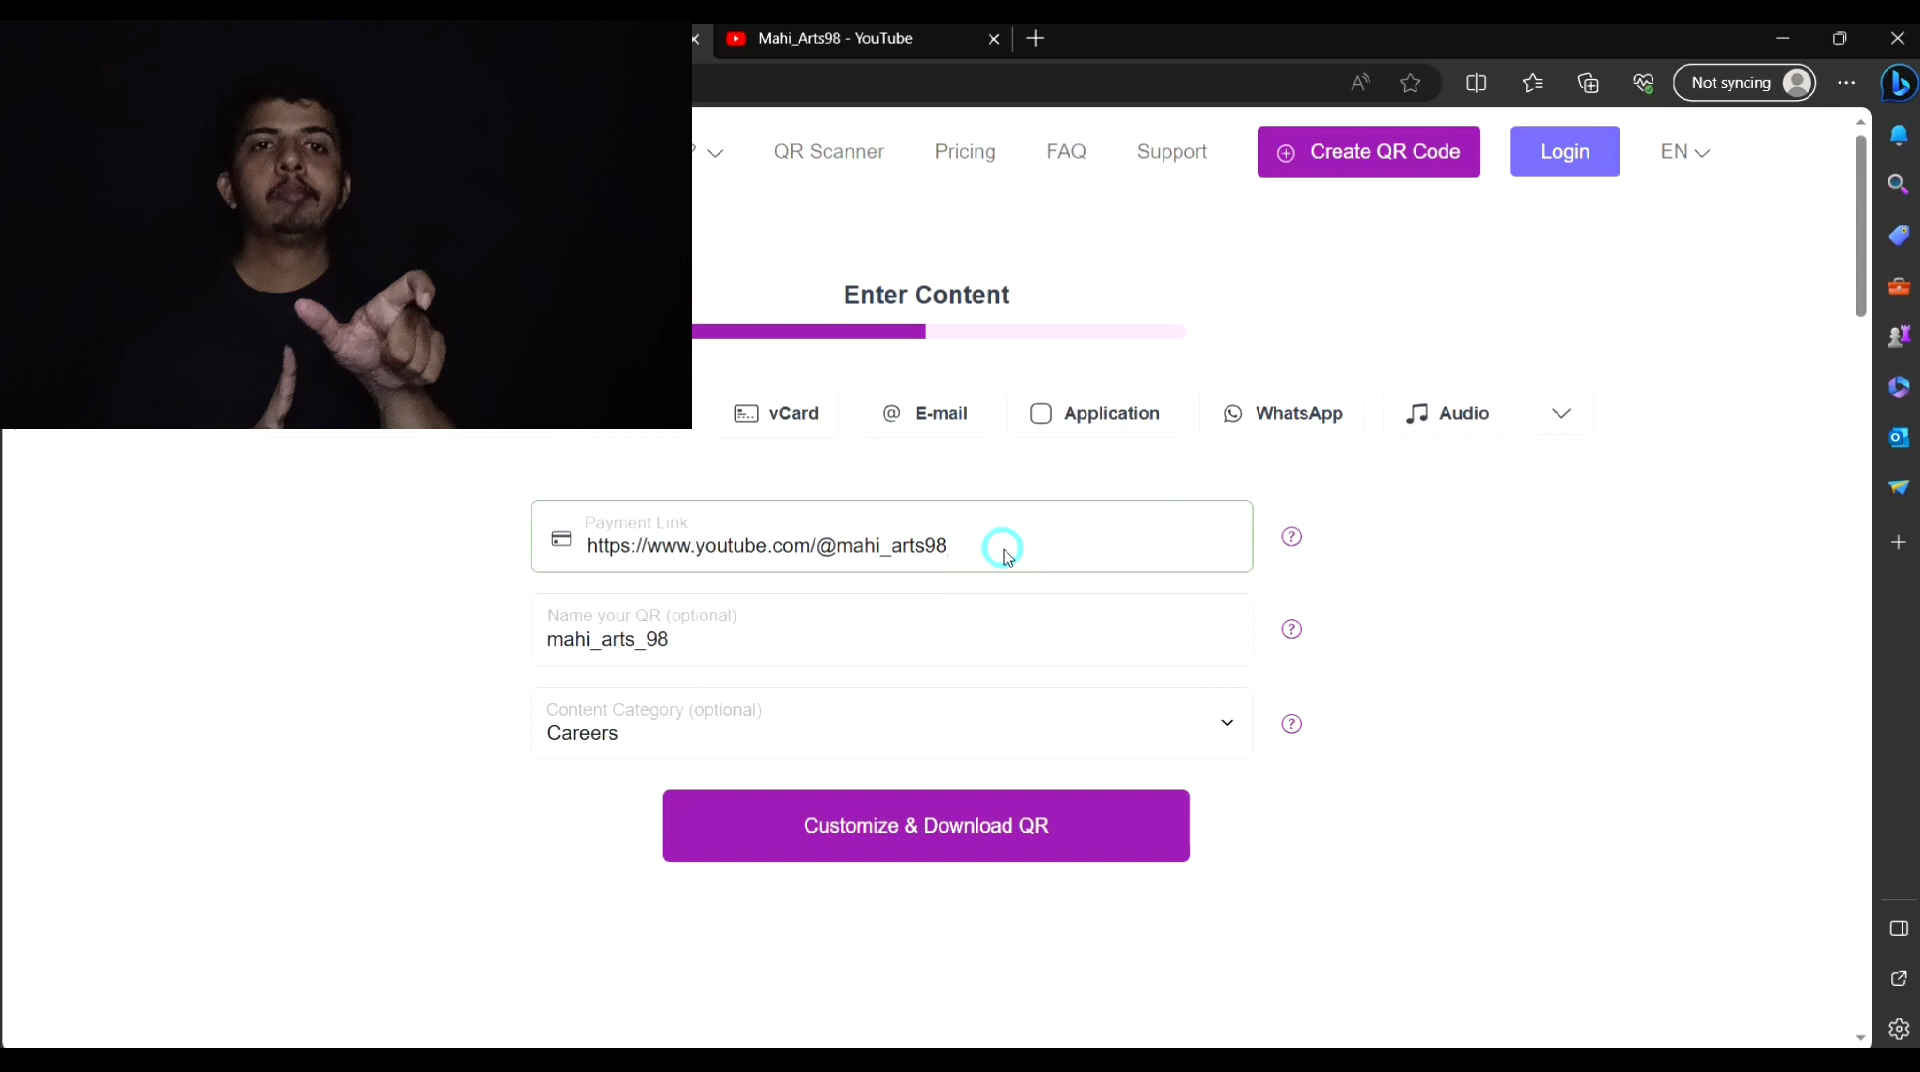 Mahi_Arts98 - YouTube
Not syncing
QR Scanner
Pricing
FAQ
Support
Create QR Code
Login
EN
Enter Content
vCard
E-mail
Application
WhatsApp
Audio
Payment Link
https://www.youtube.com/@mahi_arts98
Name your QR (optional)
mahi_arts_98
Content Category (optional)
Careers
Customize & Download QR